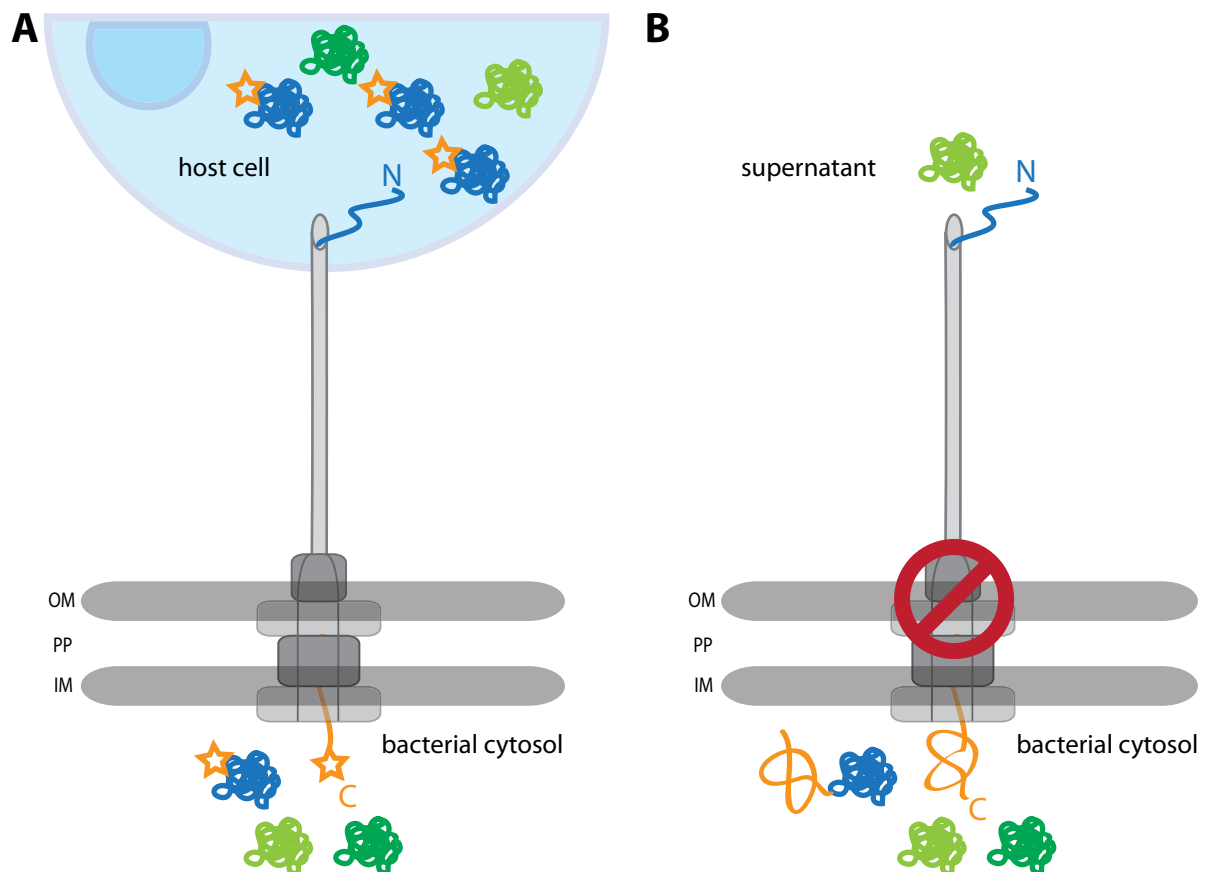 A
host cell
N
OM
PP
IM
bacterial cytosol
C
B
supernatant
N
OM
PP
IM
bacterial cytosol
C